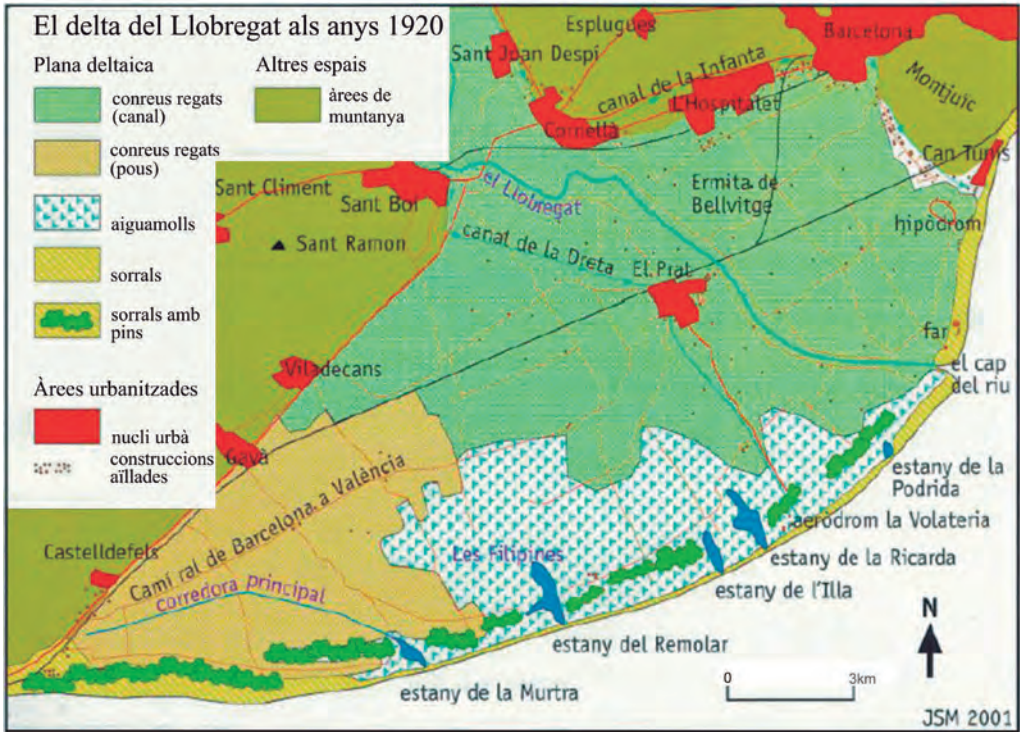 El delta del Llobregat als anys 1920
Plana deltaica
Altres espais
conreus regats
(canal)
àrees de
muntanya
conreus regats
(pous)
aiguamolls
sorrals
sorrals amb
pins
Àrees urbanitzades
nucli urbà
construccions
aïllades
Esplugues
Barcelona
Sant Joan Despí
canal de la Infanta
Montjuïc
L'Hospitalet
Cornellà
Can Tunis
Sant Climent
Sant Boi
el Llobregat
Ermita de
Bellvitge
hipòdrom
Sant Ramon
canal de la Dreta
El Prat
far
el cap
del riu
Viladecans
Gavà
Camí ral de Barcelona a València
estany de la
Podrida
aeròdrom la Volateria
Castelldefels
Les Filipines
estany de la Ricarda
corredora principal
estany de l'Illa
N
estany del Remolar
estany de la Murtra
0
3km
JSM 2001